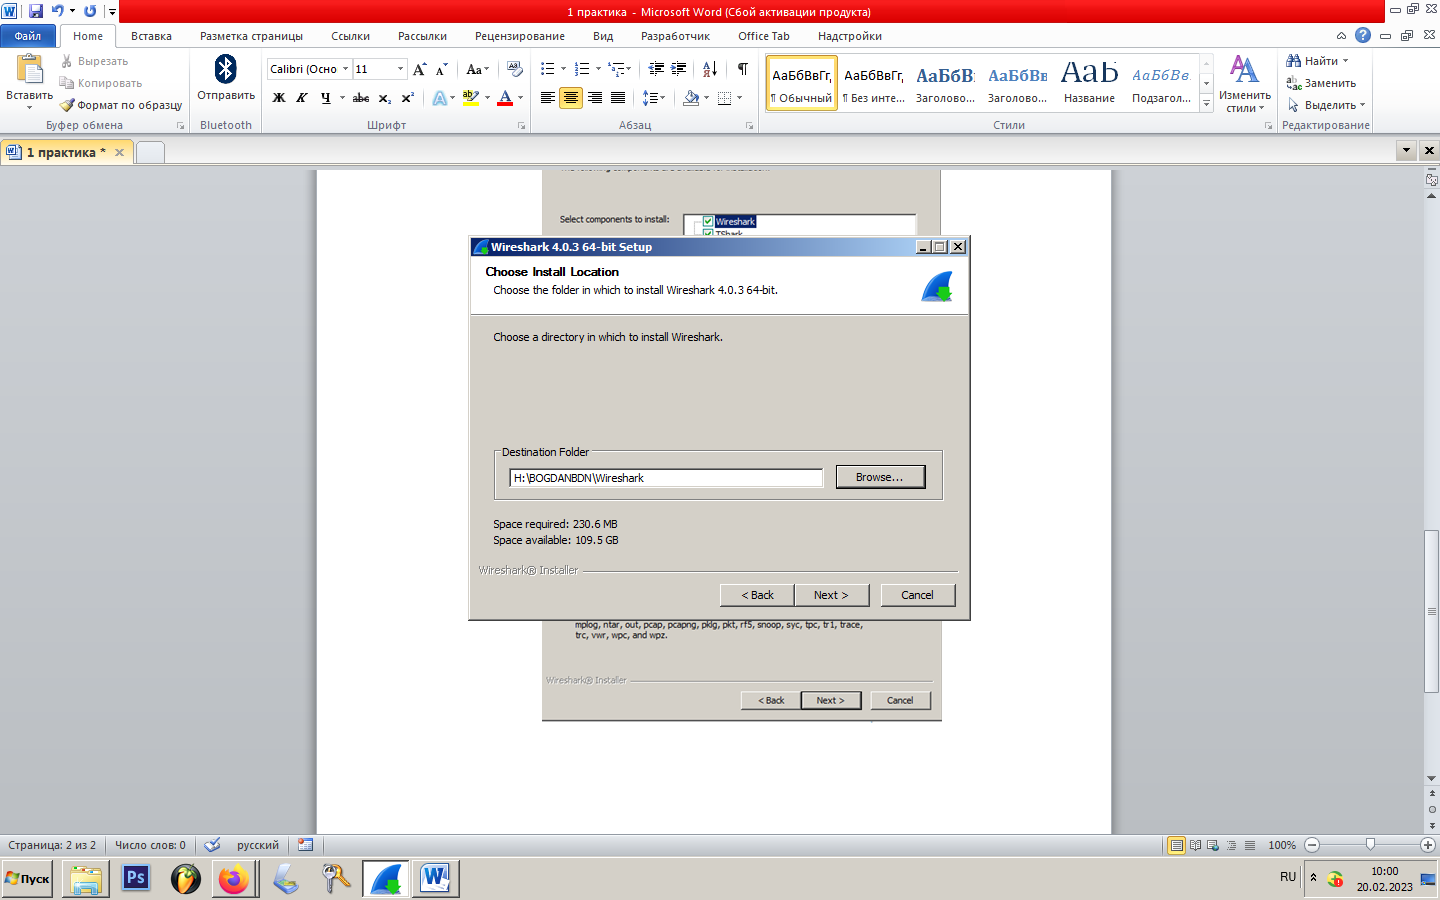 1 практика - Microsoft Word (Сбой активации продукта)
Файл Home Вставка Разметка страницы Ссылки Рассылки Рецензирование Вид Разработчик Office Tab Надстройки
Вставить
Вырезать
Копировать
Формат по образцу
Буфер обмена
Отправить
Bluetooth
Calibri (Осно 11
Ж К Ч abc x₂ x²
Шрифт
Абзац
АаБбВвГг, АаБбВвГг, АаБбВ АаБбВв АаБ АаБбВв.
¶ Обычный ¶ Без инте... Заголово... Заголово... Название Подзагол...
Стили
Изменить стили
Найти
Заменить
Выделить
Редактирование
1 практика *
Select components to install:
Wireshark
TShark
Wireshark 4.0.3 64-bit Setup
Choose Install Location
Choose the folder in which to install Wireshark 4.0.3 64-bit.
Choose a directory in which to install Wireshark.
Destination Folder
H:\BOGDANBDN\Wireshark
Browse...
Space required: 230.6 MB
Space available: 109.5 GB
Wireshark® Installer
< Back Next > Cancel
mplog, ntar, out, pcap, pcapng, pklg, pkt, rf5, snoop, syc, tpc, tr1, trace,
trc, vwr, wpc, and wpz.
Wireshark® Installer
< Back Next > Cancel
Страница: 2 из 2 Число слов: 0 русский 100%
Пуск
Ps
RU
10:00
20.02.2023